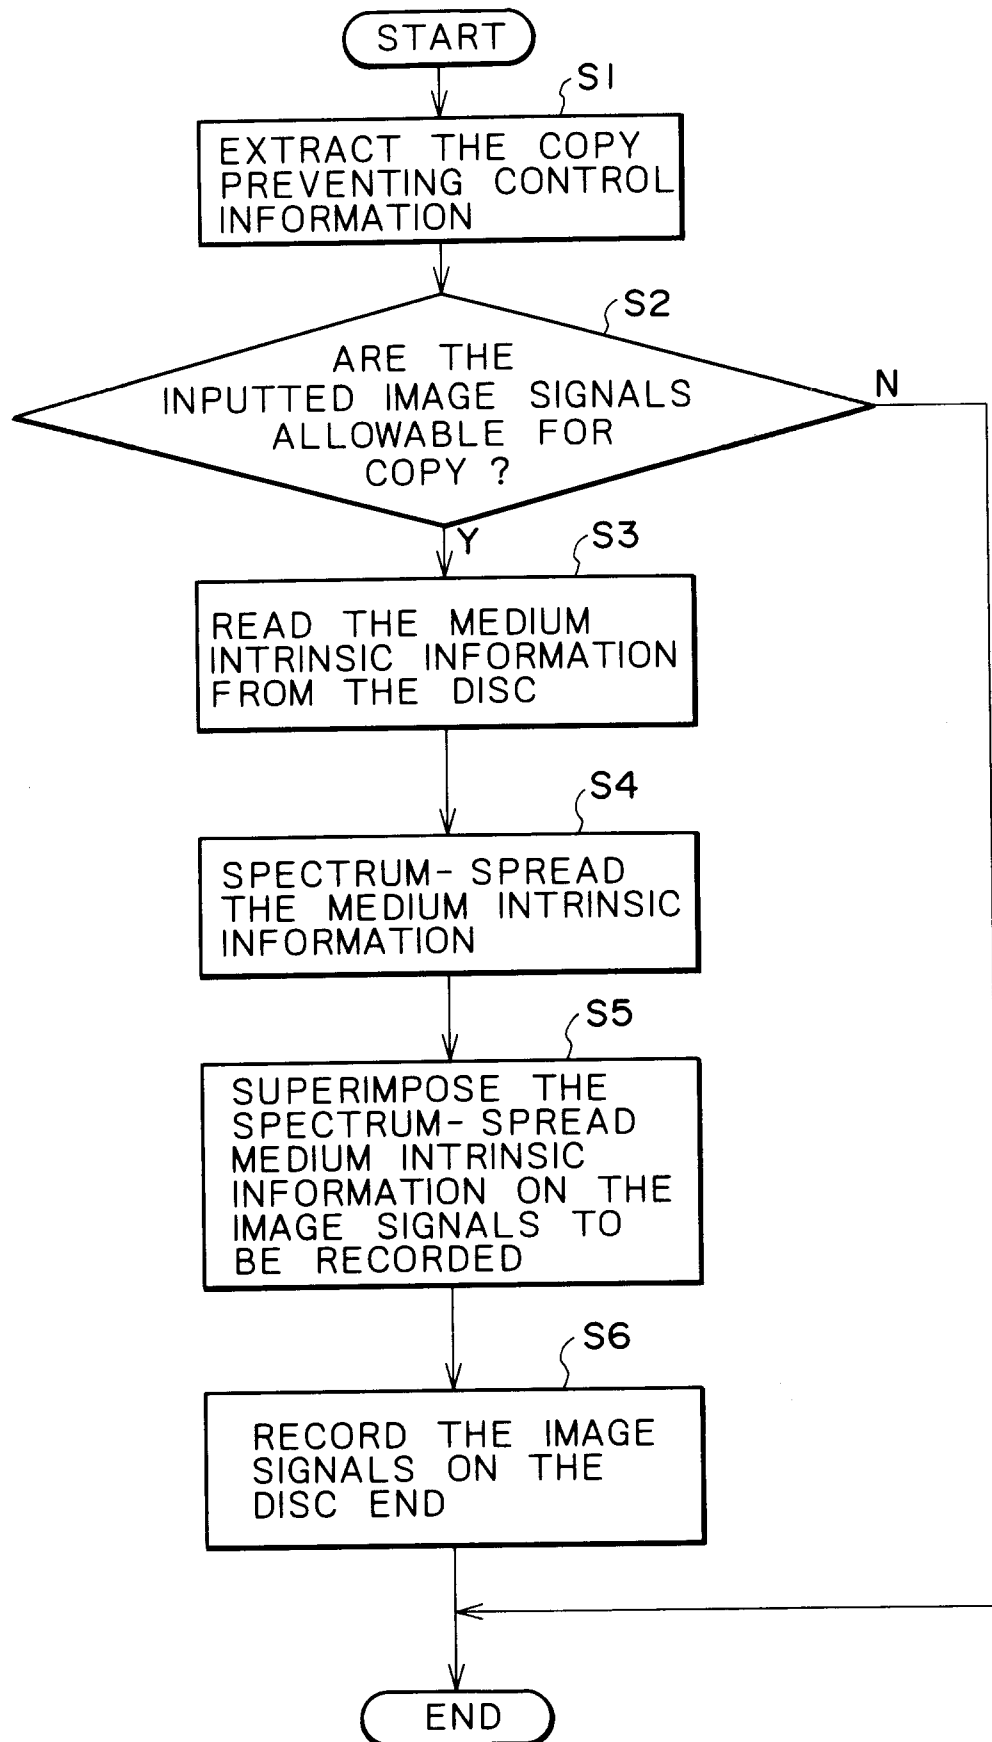 START
S1
EXTRACT THE COPY
PREVENTING CONTROL
INFORMATION
S2
ARE THE
INPUTTED IMAGE SIGNALS
ALLOWABLE FOR
COPY ?
N
Y
S3
READ THE MEDIUM
INTRINSIC INFORMATION
FROM THE DISC
S4
SPECTRUM-SPREAD
THE MEDIUM INTRINSIC
INFORMATION
S5
SUPERIMPOSE THE
SPECTRUM-SPREAD
MEDIUM INTRINSIC
INFORMATION ON THE
IMAGE SIGNALS TO
BE RECORDED
S6
RECORD THE IMAGE
SIGNALS ON THE
DISC END
END